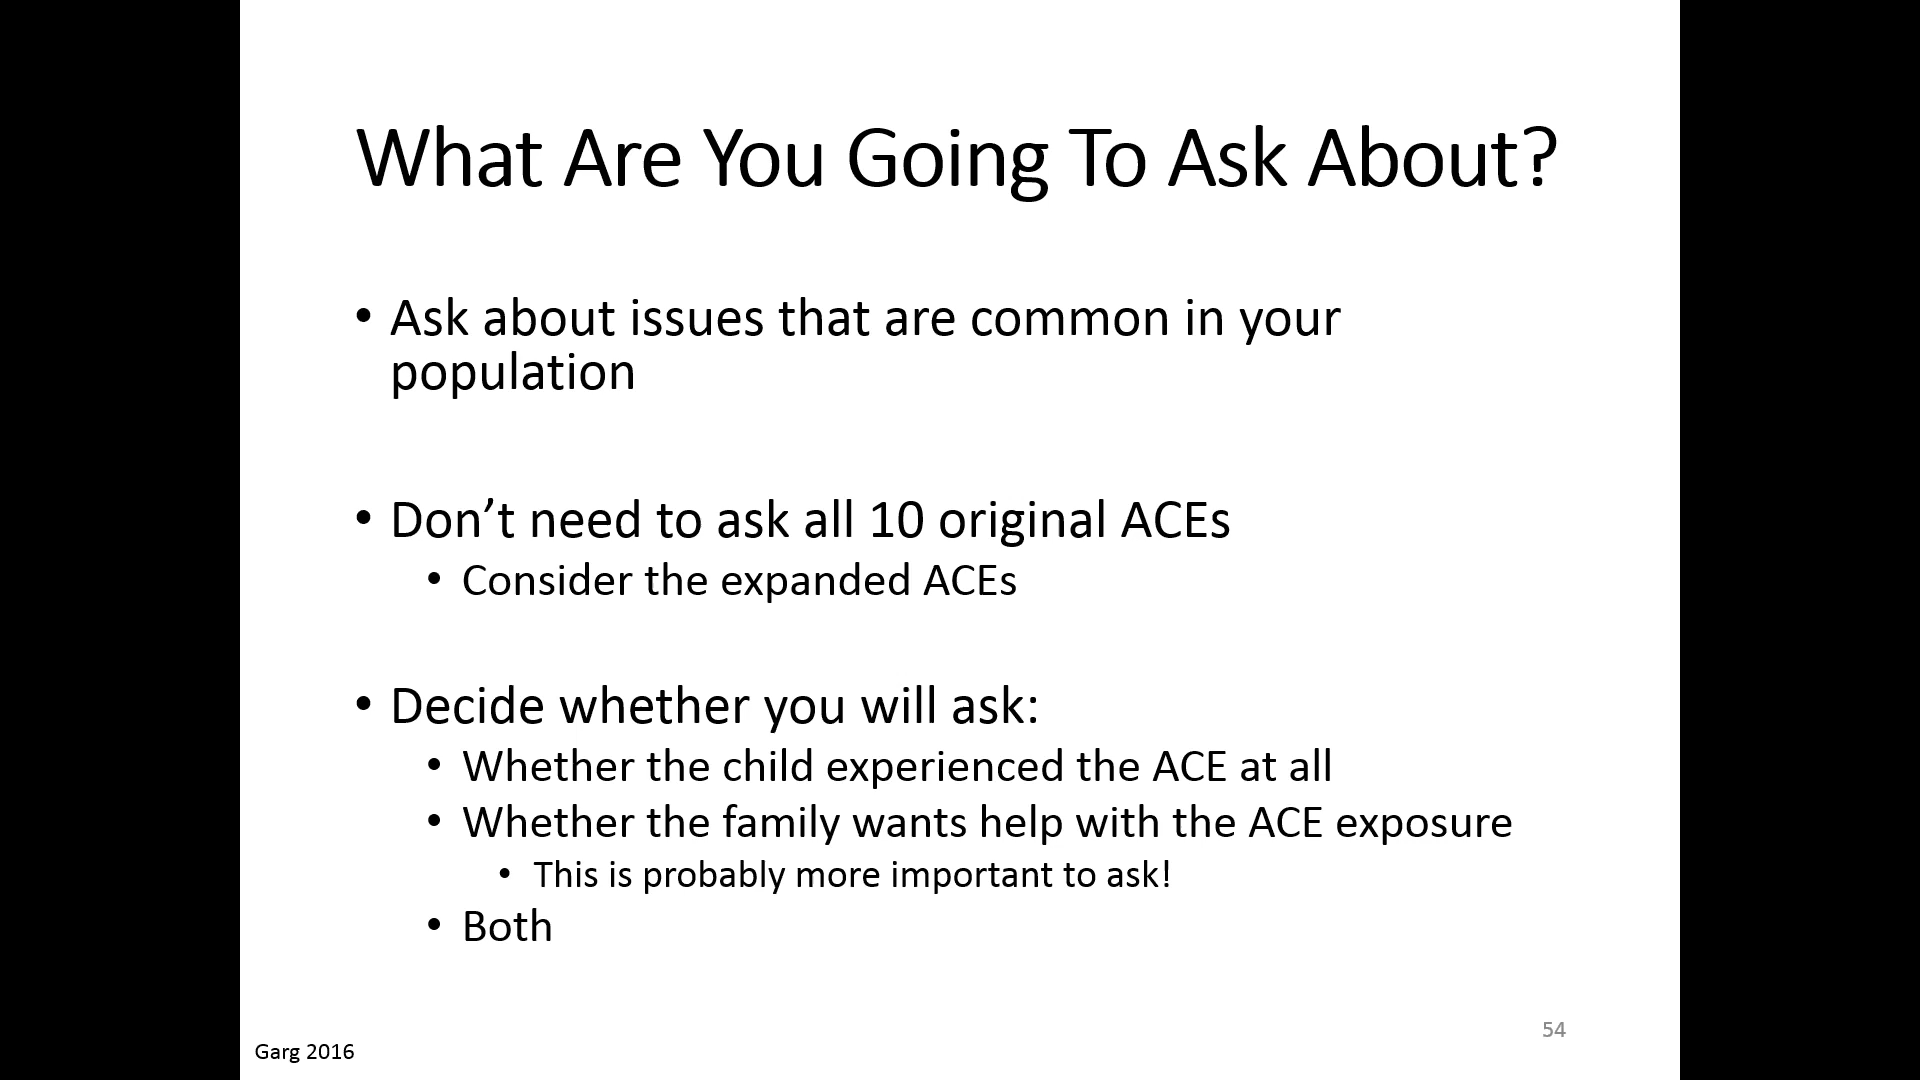 What Are You Going To Ask About?
• Ask about issues that are common in your
population
• Don’t need to ask all 10 original ACEs
• Consider the expanded ACEs
• Decide whether you will ask:
• Whether the child experienced the ACE at all
• Whether the family wants help with the ACE exposure
• This is probably more important to ask!
• Both
54
Garg 2016